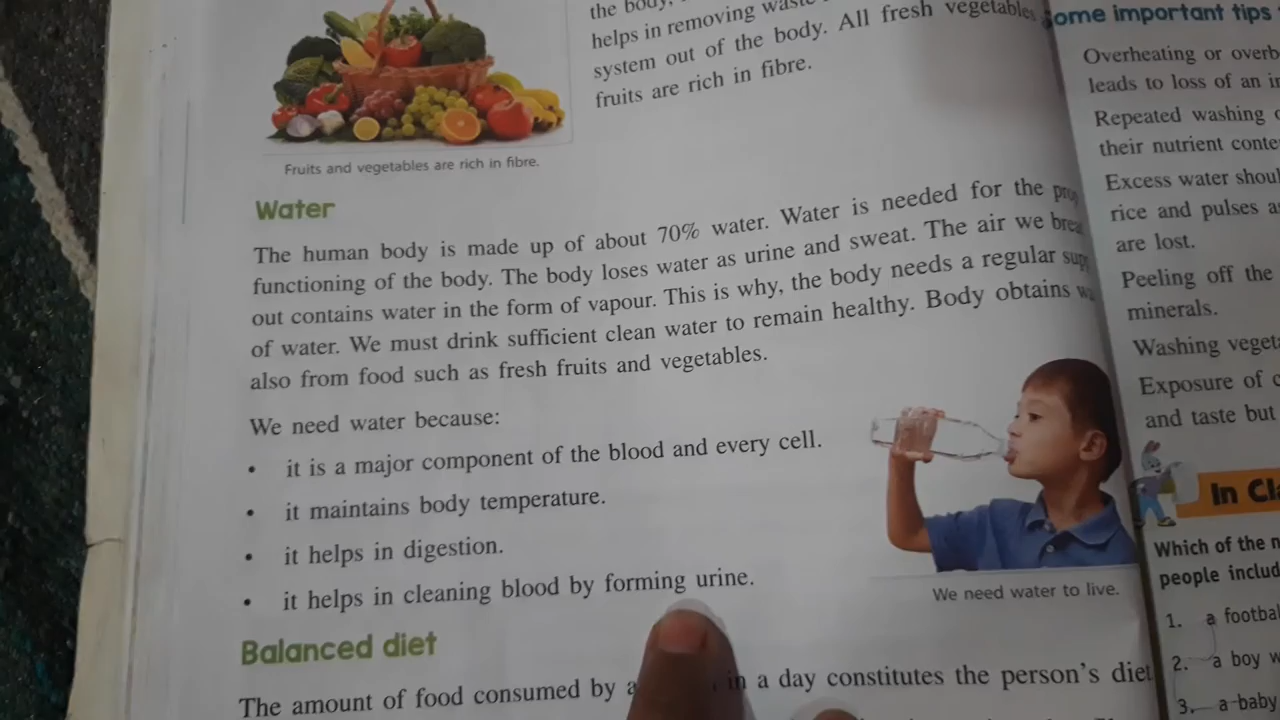 the body,
helps in removing waste
system out of the body. All fresh vegetables
fruits are rich in fibre.
Fruits and vegetables are rich in fibre.
Water
The human body is made up of about 70% water. Water is needed for the
functioning of the body. The body loses water as urine and sweat. The air we
out contains water in the form of vapour. This is why, the body needs a regular
of water. We must drink sufficient clean water to remain healthy. Body obtains
also from food such as fresh fruits and vegetables.
We need water because:
• it is a major component of the blood and every cell.
• it maintains body temperature.
• it helps in digestion.
• it helps in cleaning blood by forming urine.
We need water to live.
Balanced diet
The amount of food consumed by a in a day constitutes the person's diet
some important tips
Overheating or
leads to loss of an
Repeated washing
their nutrient
Excess water
rice and pulses
are lost.
Peeling off the
minerals.
Washing
Exposure of
and taste but
In
Which of the
people
1. a
2. a boy
3. a baby